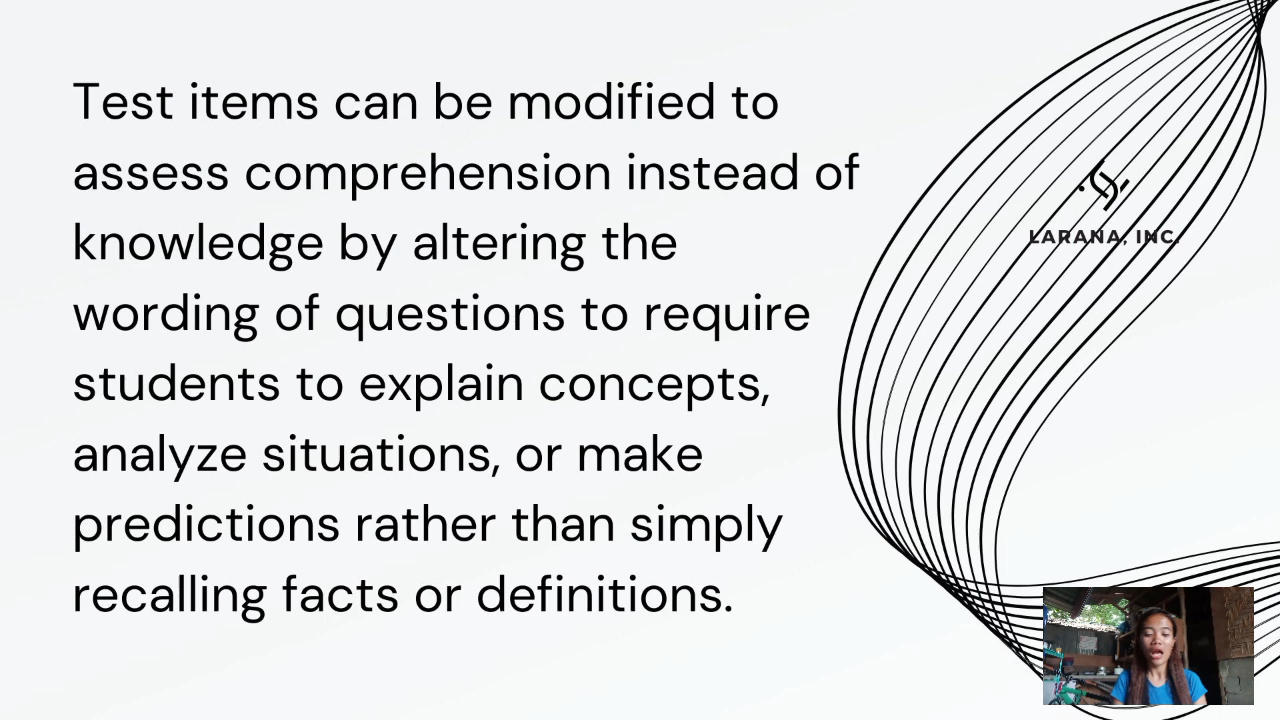 Test items can be modified to
assess comprehension instead of
knowledge by altering the
wording of questions to require
students to explain concepts,
analyze situations, or make
predictions rather than simply
recalling facts or definitions.
LARANA, INC.